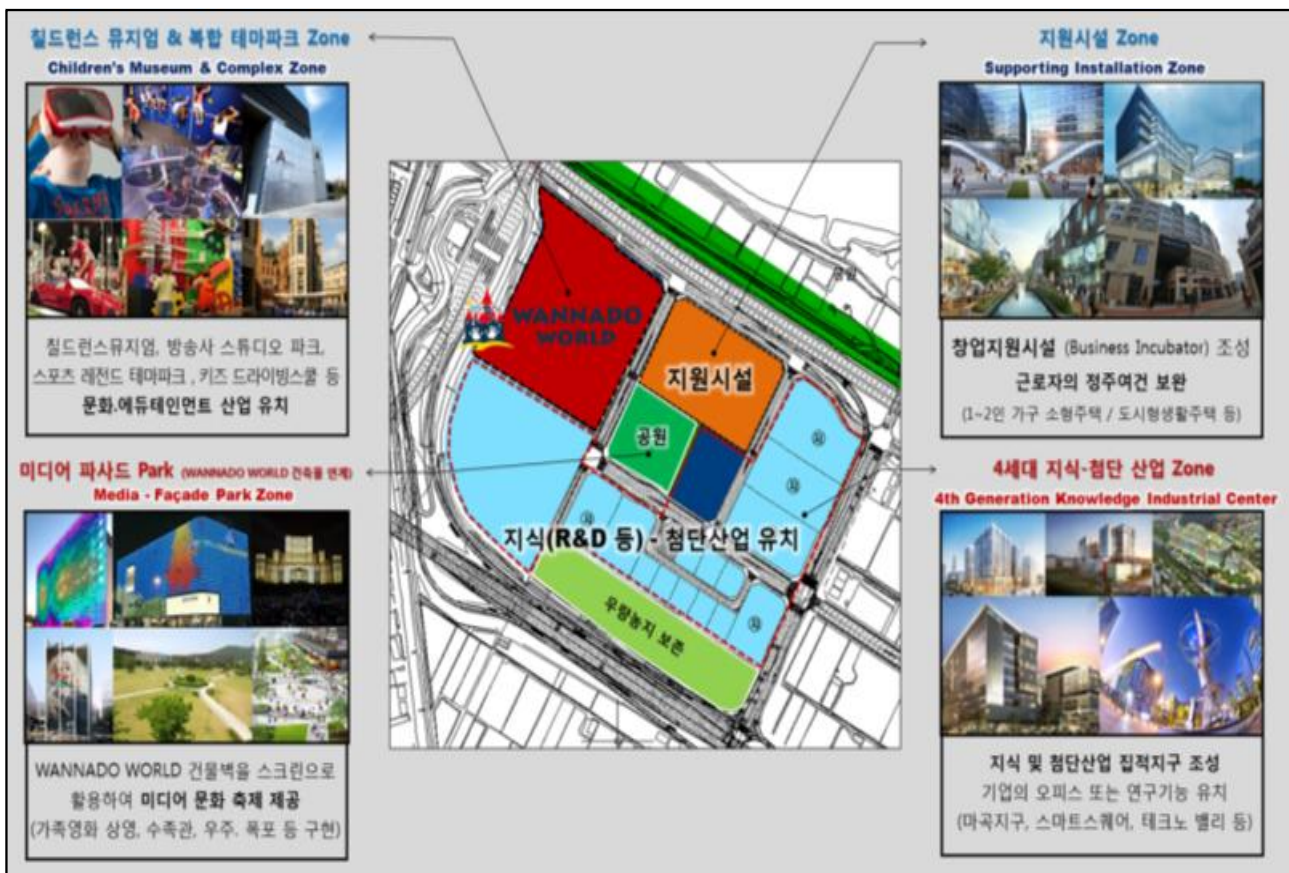 칠드런스 뮤지엄 & 복합 테마파크 Zone
Children's Museum & Complex Zone
칠드런스뮤지엄, 방송사 스튜디오 파크,
스포츠 레전드 테마파크 , 키즈 드라이빙스쿨 등
문화.에듀테인먼트 산업 유치
지원시설 Zone
Supporting Installation Zone
창업지원시설 (Business Incubator) 조성
근로자의 정주여건 보완
(1~2인 가구 소형주택 / 도시형생활주택 등)
WANNADO
WORLD
지원시설
공원
지식(R&D 등) - 첨단산업 유치
우량농지 보존
미디어 파사드 Park (WANNADO WORLD 건축물 연계)
Media - Façade Park Zone
WANNADO WORLD 건물벽을 스크린으로
활용하여 미디어 문화 축제 제공
(가족영화 상영, 수족관, 우주. 폭포 등 구현)
4세대 지식-첨단 산업 Zone
4th Generation Knowledge Industrial Center
지식 및 첨단산업 집적지구 조성
기업의 오피스 또는 연구기능 유치
(마곡지구, 스마트스퀘어, 테크노 밸리 등)